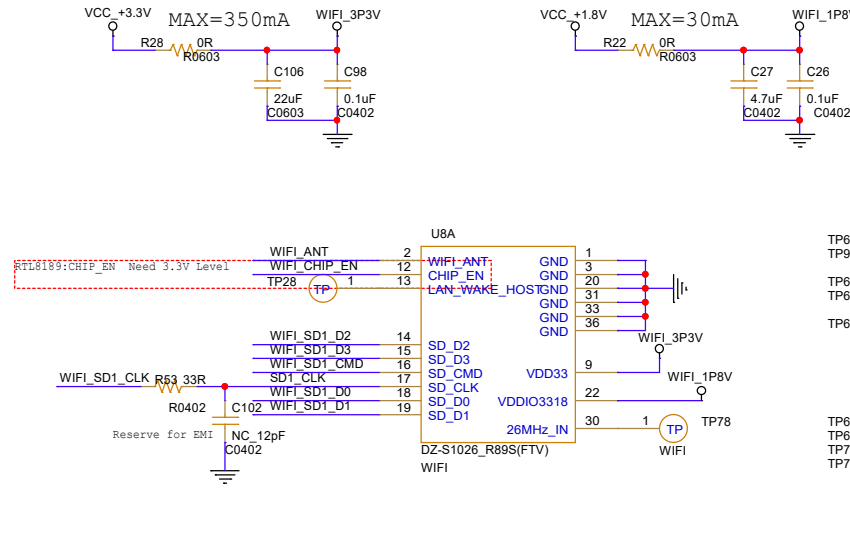 VCC_+3.3V
MAX=350mA
WIFI_3P3V
R28
0R
R0603
C106
22uF
C0603
C98
0.1uF
C0402
VCC_+1.8V
MAX=30mA
WIFI_1P8V
R22
0R
R0603
C27
4.7uF
C0402
C26
0.1uF
C0402
U8A
RTL8189:CHIP_EN  Need 3.3V Level
WIFI_ANT 2 WIFI_ANT
WIFI_CHIP_EN 12 CHIP_EN
TP28 TP 1 13 LAN_WAKE_HOST
WIFI_SD1_D2 14 SD_D2
WIFI_SD1_D3 15 SD_D3
WIFI_SD1_CMD 16 SD_CMD
WIFI_SD1_CLK R53 33R SD1_CLK 17 SD_CLK
WIFI_SD1_D0 18 SD_D0
WIFI_SD1_D1 19 SD_D1
R0402
C102
Reserve for EMI
NC_12pF
C0402
GND 1
GND 3
GND 20
GND 31
GND 33
GND 36
WIFI_3P3V
VDD33 9
WIFI_1P8V
VDDIO3318 22
26MHz_IN 30 1 TP TP78
WIFI
DZ-S1026_R89S(FTV)
WIFI
TP6
TP9
TP6
TP6
TP6
TP6
TP6
TP7
TP7